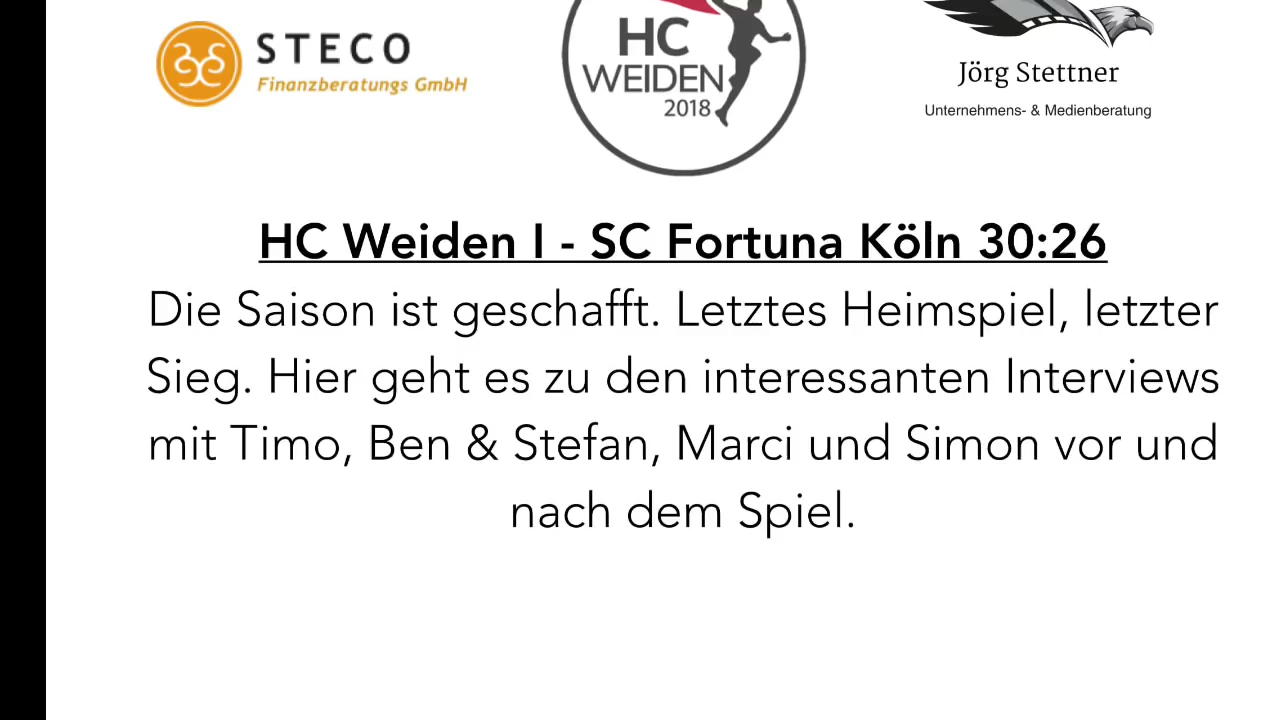 STECO
Finanzberatungs GmbH
HC
WEIDEN
2018
Jörg Stettner
Unternehmens- & Medienberatung
HC Weiden I - SC Fortuna Köln 30:26
Die Saison ist geschafft. Letztes Heimspiel, letzter
Sieg. Hier geht es zu den interessanten Interviews
mit Timo, Ben & Stefan, Marci und Simon vor und
nach dem Spiel.